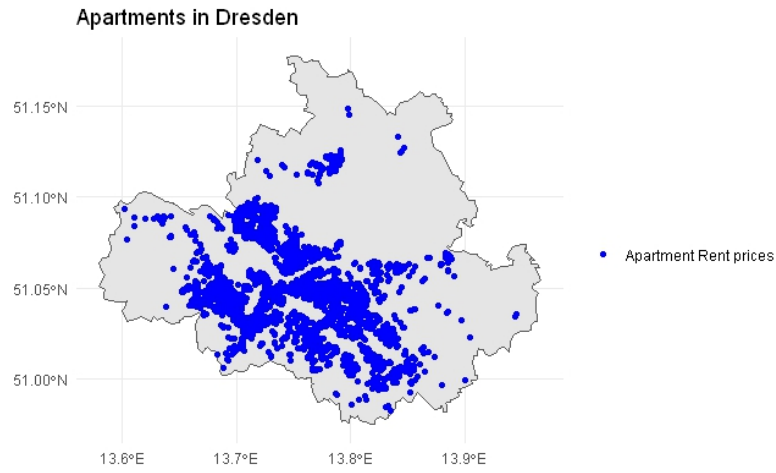 Apartments in Dresden
51.15°N
51.10°N
51.05°N
51.00°N
13.6°E
13.7°E
13.8°E
13.9°E
Apartment Rent prices